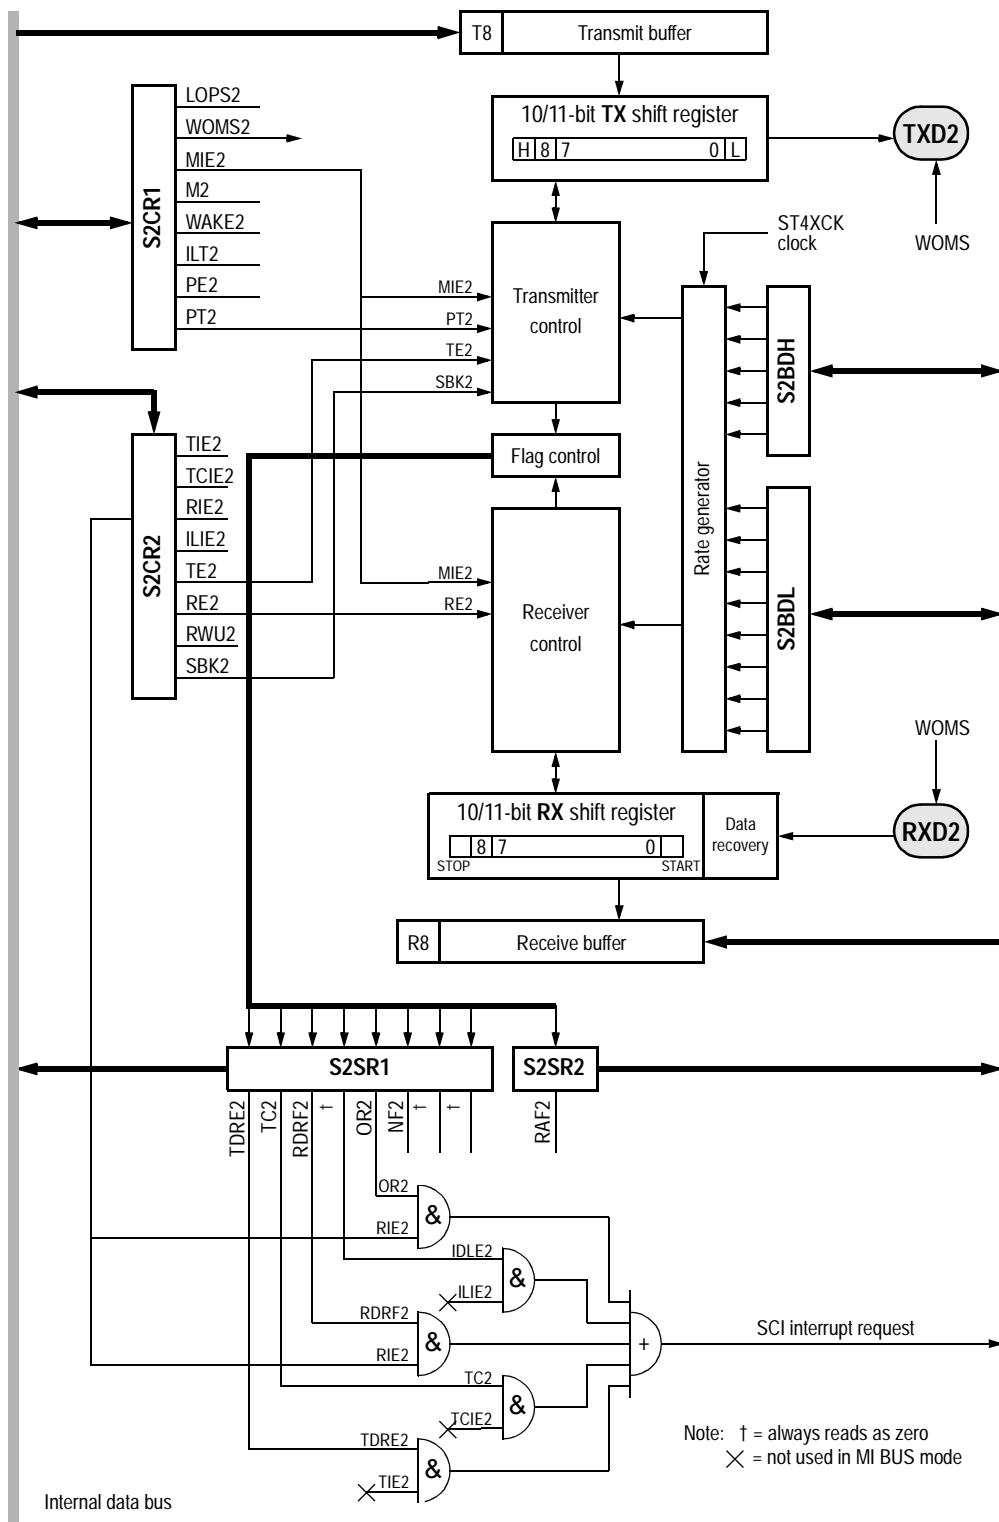 T8 Transmit buffer
10/11-bit TX shift register
H 8 7 0 L
TXD2
WOMS
S2CR1
LOPS2
WOMS2
MIE2
M2
WAKE2
ILT2
PE2
PT2
ST4XCK
clock
MIE2
PT2
TE2
SBK2
Transmitter
control
S2BDH
Flag control
Rate generator
S2CR2
TIE2
TCIE2
RIE2
ILIE2
TE2
RE2
RWU2
SBK2
MIE2
RE2
Receiver
control
S2BDL
WOMS
10/11-bit RX shift register
8 7 0
STOP START
Data
recovery
RXD2
R8 Receive buffer
S2SR1
S2SR2
TDRE2
TC2
RDRF2
†
OR2
NF2
†
†
RAF2
OR2
RIE2
&
IDLE2
ILIE2
&
RDRF2
RIE2
&
+
SCI interrupt request
TC2
TCIE2
&
TDRE2
TIE2
&
Note: † = always reads as zero
= not used in MI BUS mode
Internal data bus